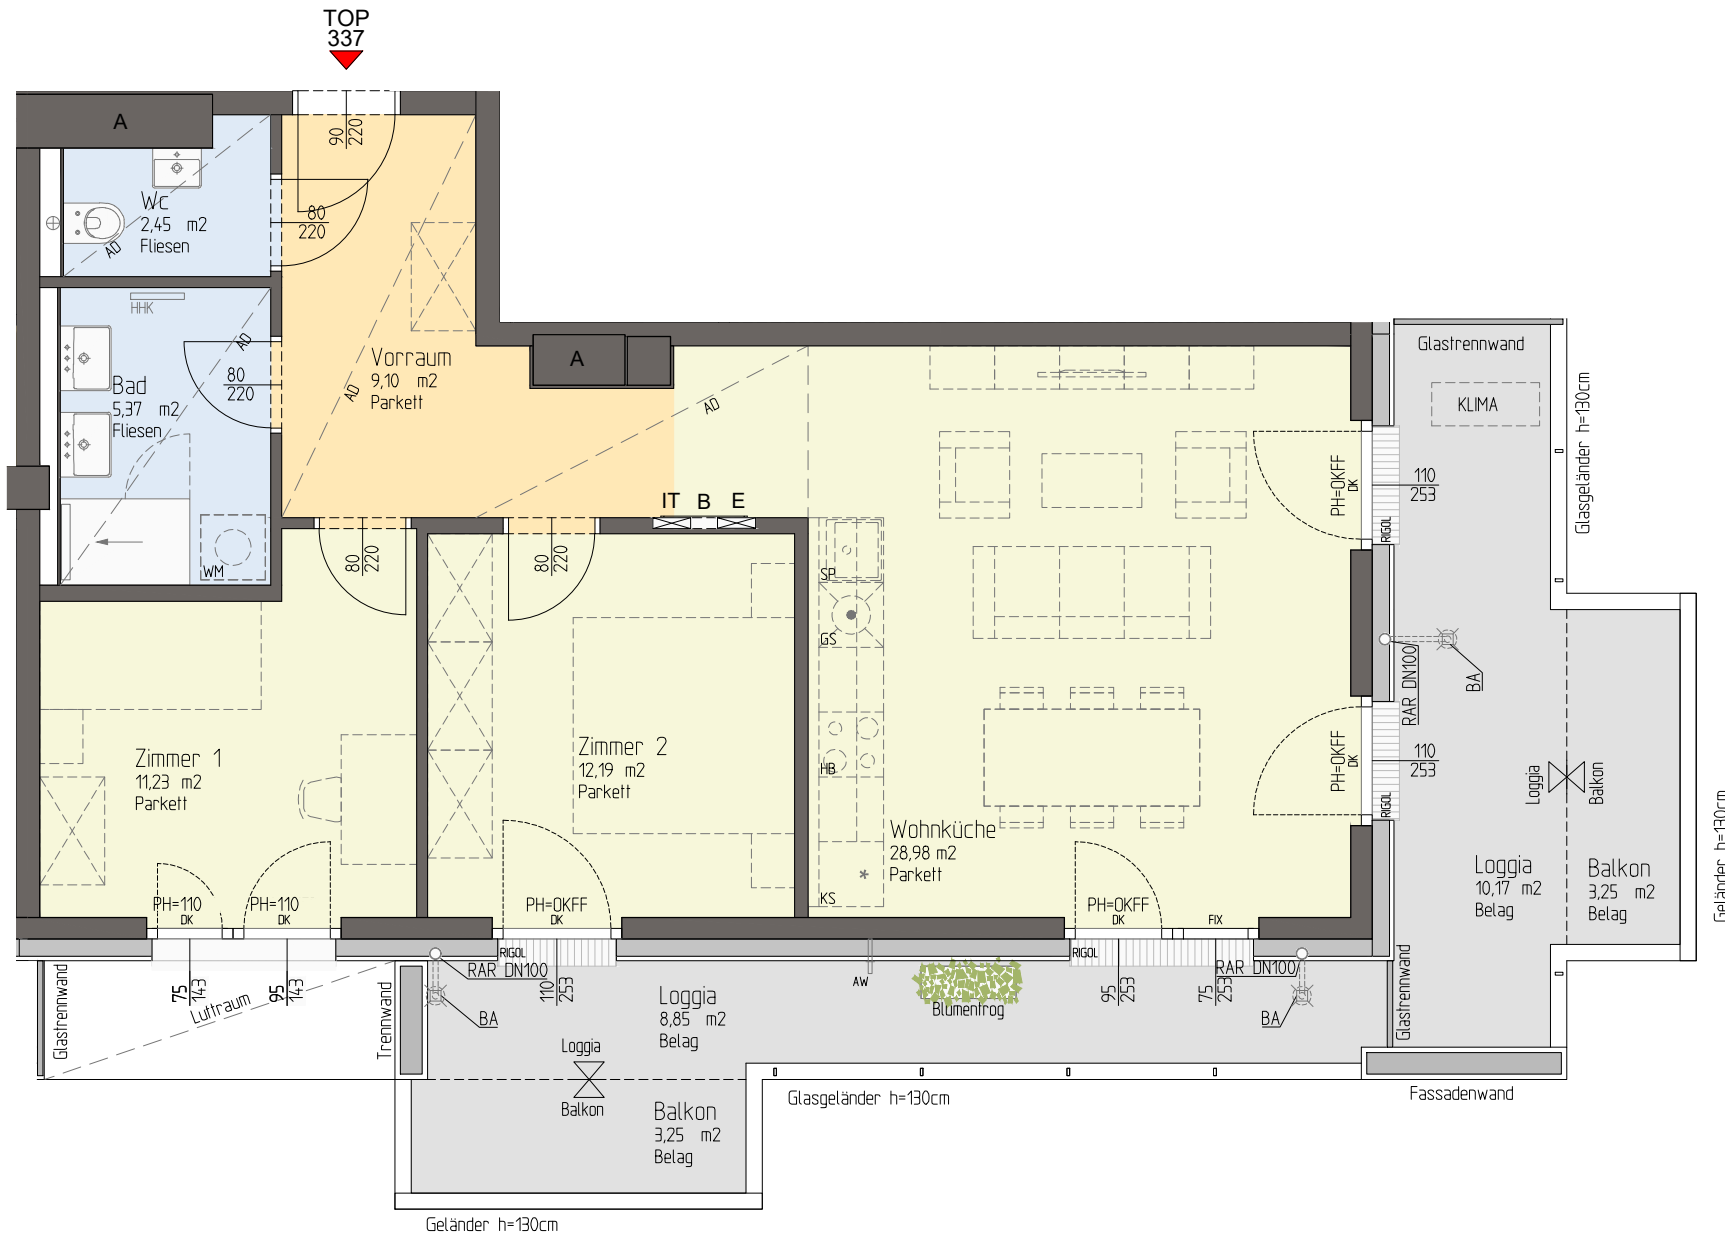 TOP
337
A
90
220
Wc
2,45 m2
Fliesen
AD
80
220
HHK
AD
Bad
5,37 m2
Fliesen
80
220
WM
Vorraum
9,10 m2
Parkett
AD
A
AD
IT B E
80
220
80
220
Glastrennwand
KLIMA
Glasgeländer h=130cm
PH=OKFF
DK
RIGOL
110
253
SP
GS
HB
KS
*
RAR DN100
BA
PH=OKFF
DK
RIGOL
110
253
Loggia
Balkon
Geländer h=130cm
Zimmer 1
11,23 m2
Parkett
Zimmer 2
12,19 m2
Parkett
Wohnküche
28,98 m2
Parkett
Loggia
10,17 m2
Belag
Balkon
3,25 m2
Belag
PH=110
DK
PH=110
DK
PH=OKFF
DK
PH=OKFF
DK
FIX
RIGOL
RAR DN100
RIGOL
RAR DN100
Glastrennwand
75
143
95
143
Luftraum
Trennwand
BA
110
253
Loggia
8,85 m2
Belag
AW
Blumentrog
95
253
75
253
BA
Glastrennwand
Loggia
Balkon
Balkon
3,25 m2
Belag
Glasgeländer h=130cm
Fassadenwand
Geländer h=130cm